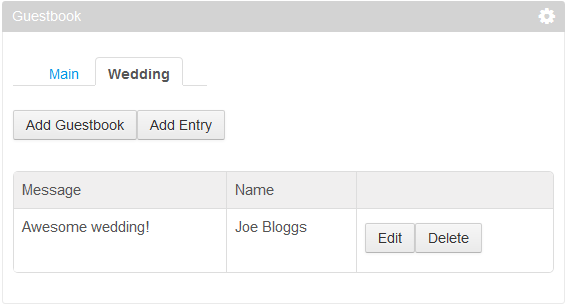 Guestbook
Main Wedding
Add Guestbook Add Entry
Message Name
Awesome wedding! Joe Bloggs Edit Delete